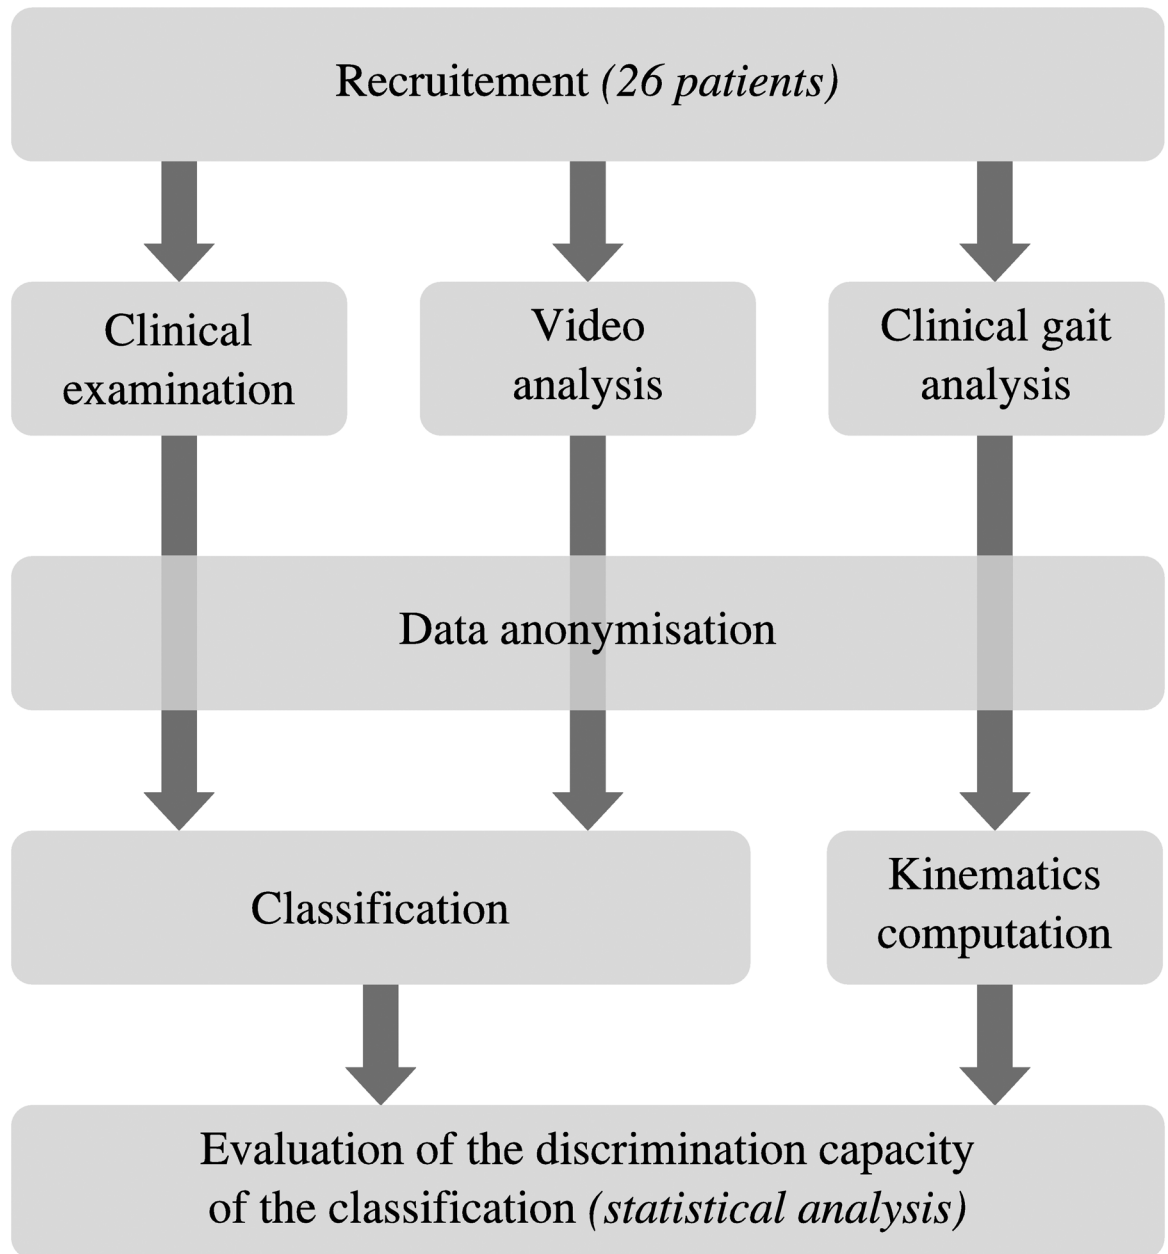 Recruitement (26 patients)
Clinical
examination
Video
analysis
Clinical gait
analysis
Data anonymisation
Classification
Kinematics
computation
Evaluation of the discrimination capacity
of the classification (statistical analysis)